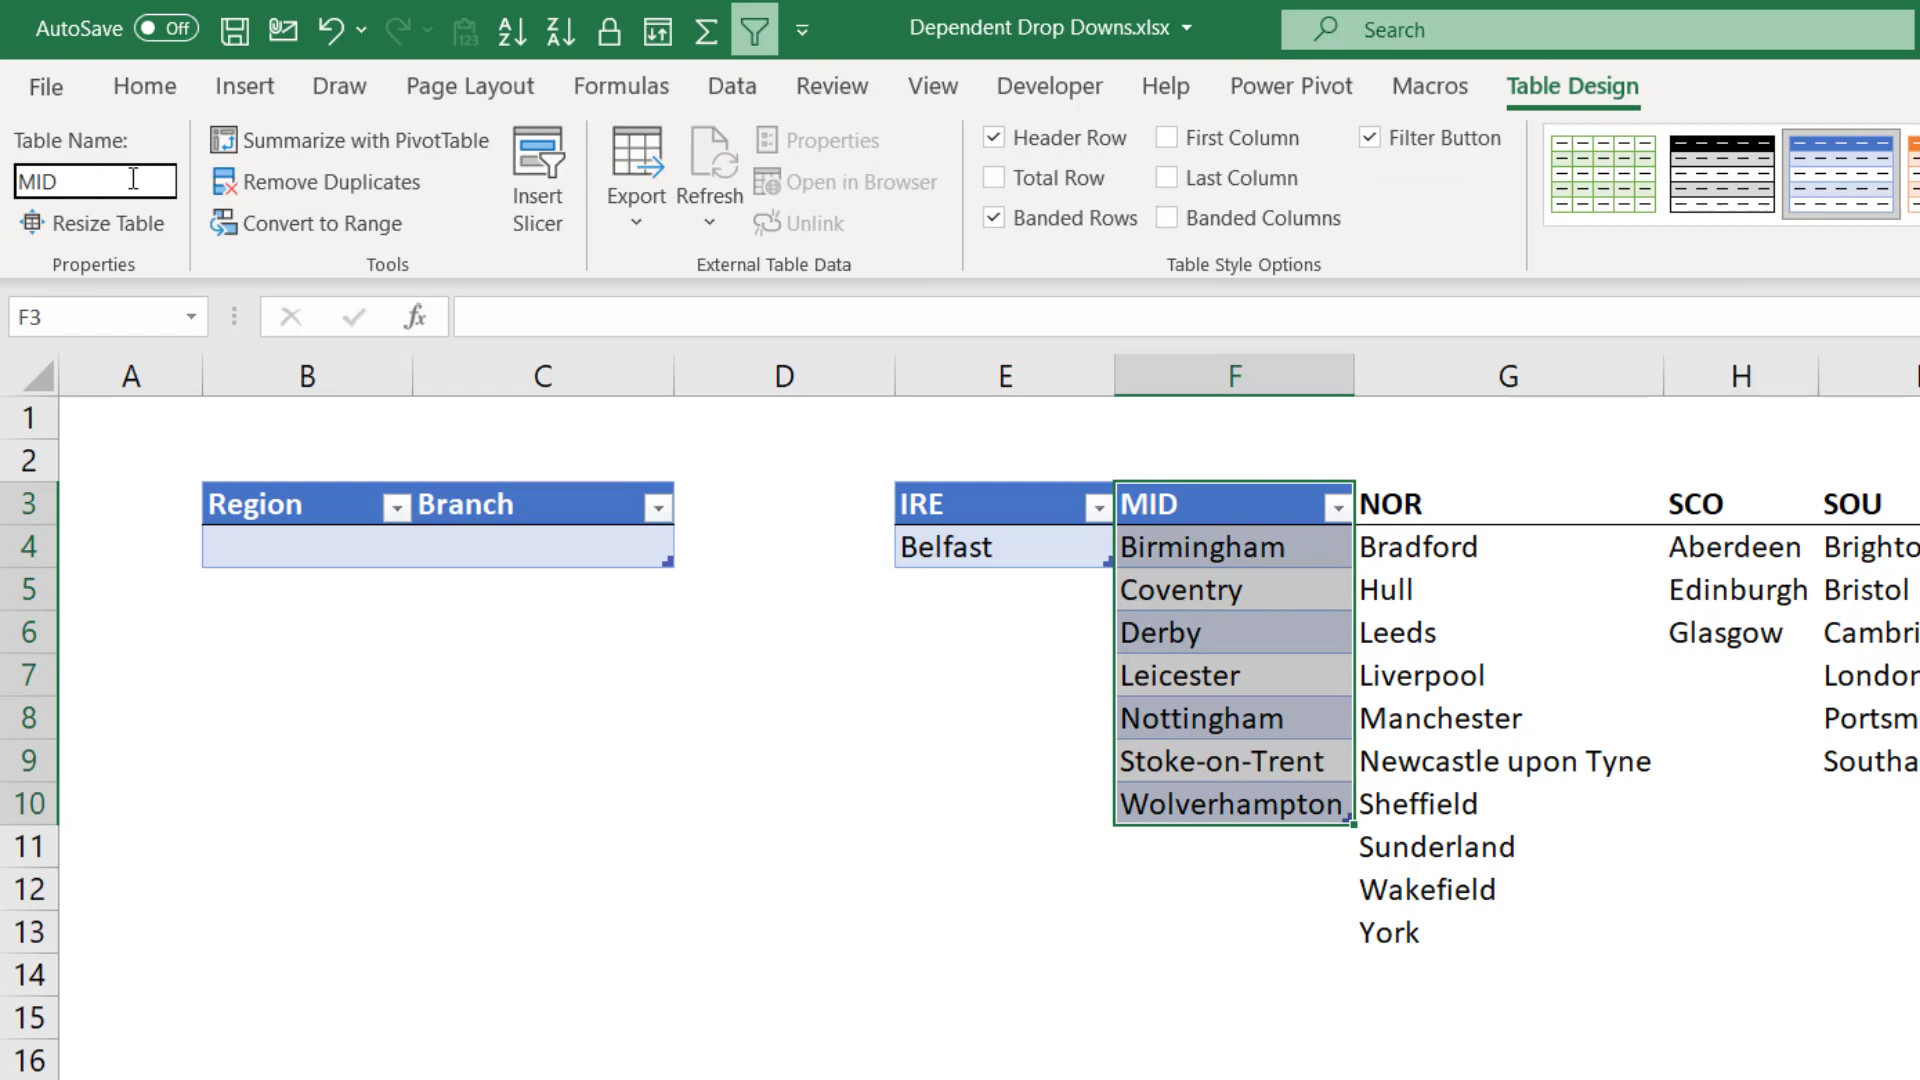 AutoSave Off Dependent Drop Downs.xlsx Search
File Home Insert Draw Page Layout Formulas Data Review View Developer Help Power Pivot Macros Table Design
Table Name:
MID
Resize Table
Properties
Summarize with PivotTable
Remove Duplicates
Convert to Range
Tools
Insert
Slicer
Export
Refresh
Properties
Open in Browser
Unlink
External Table Data
Header Row
Total Row
Banded Rows
First Column
Last Column
Banded Columns
Filter Button
Table Style Options
F3 fx
A B C D E F G H
1
2
3 Region Branch IRE MID NOR SCO SOU
4 Belfast Birmingham Bradford Aberdeen Brighto
5 Coventry Hull Edinburgh Bristol
6 Derby Leeds Glasgow Cambri
7 Leicester Liverpool London
8 Nottingham Manchester Portsm
9 Stoke-on-Trent Newcastle upon Tyne Southa
10 Wolverhampton Sheffield
11 Sunderland
12 Wakefield
13 York
14
15
16